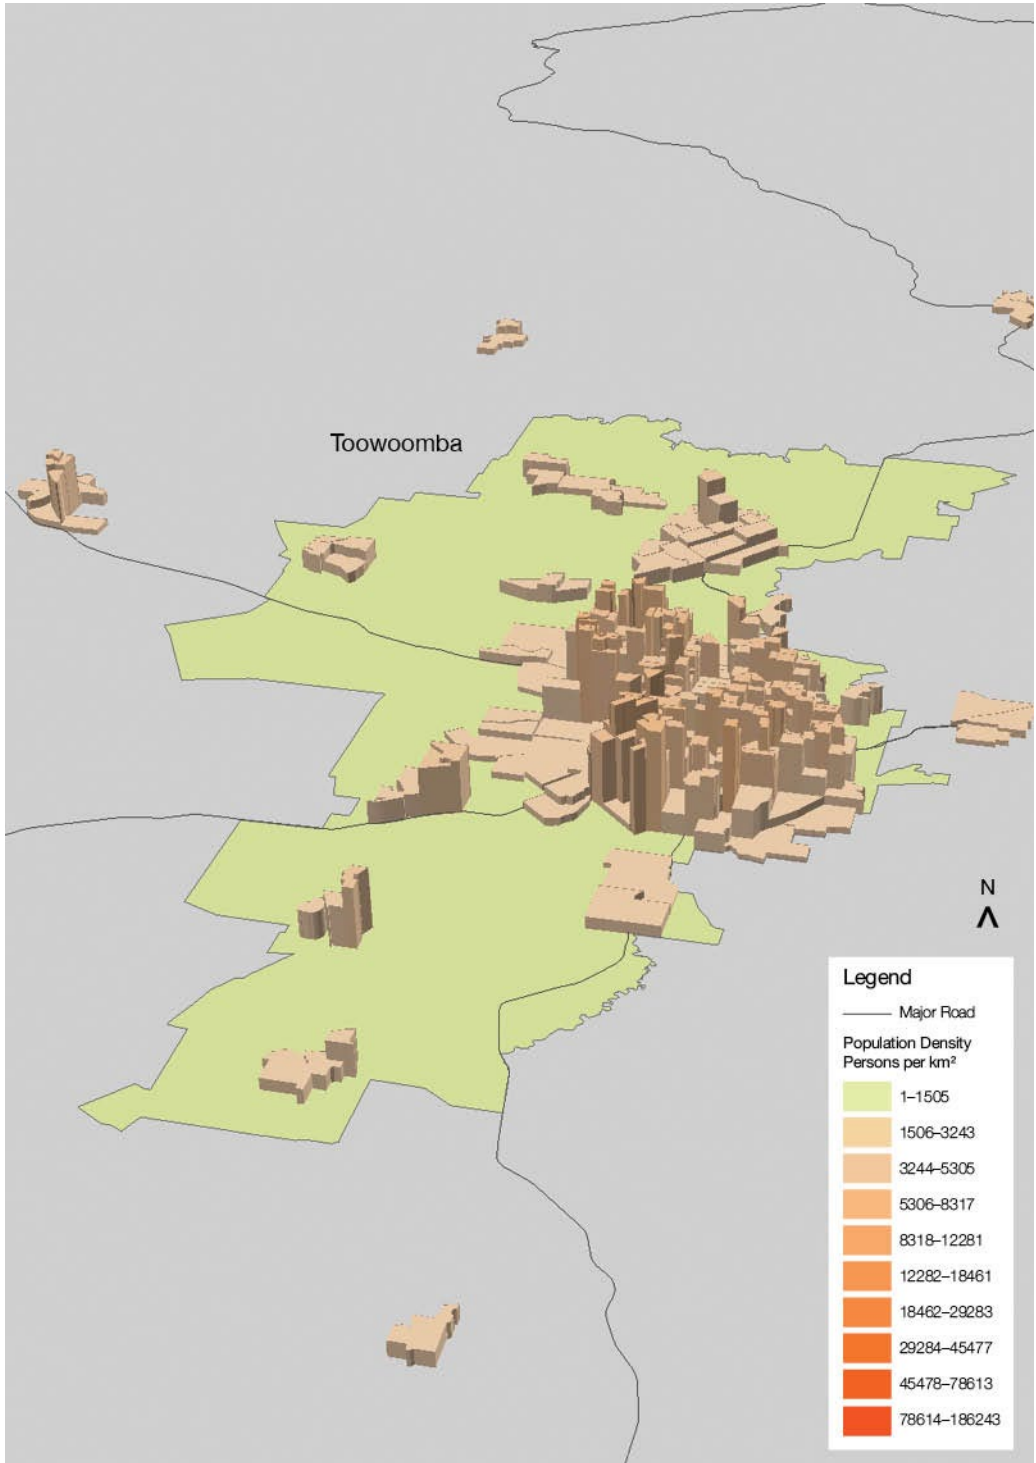 Toowoomba
N
Legend
Major Road
Population Density
Persons per km²
1–1505
1506–3243
3244–5305
5306–8317
8318–12281
12282–18461
18462–29283
29284–45477
45478–78613
78614–186243